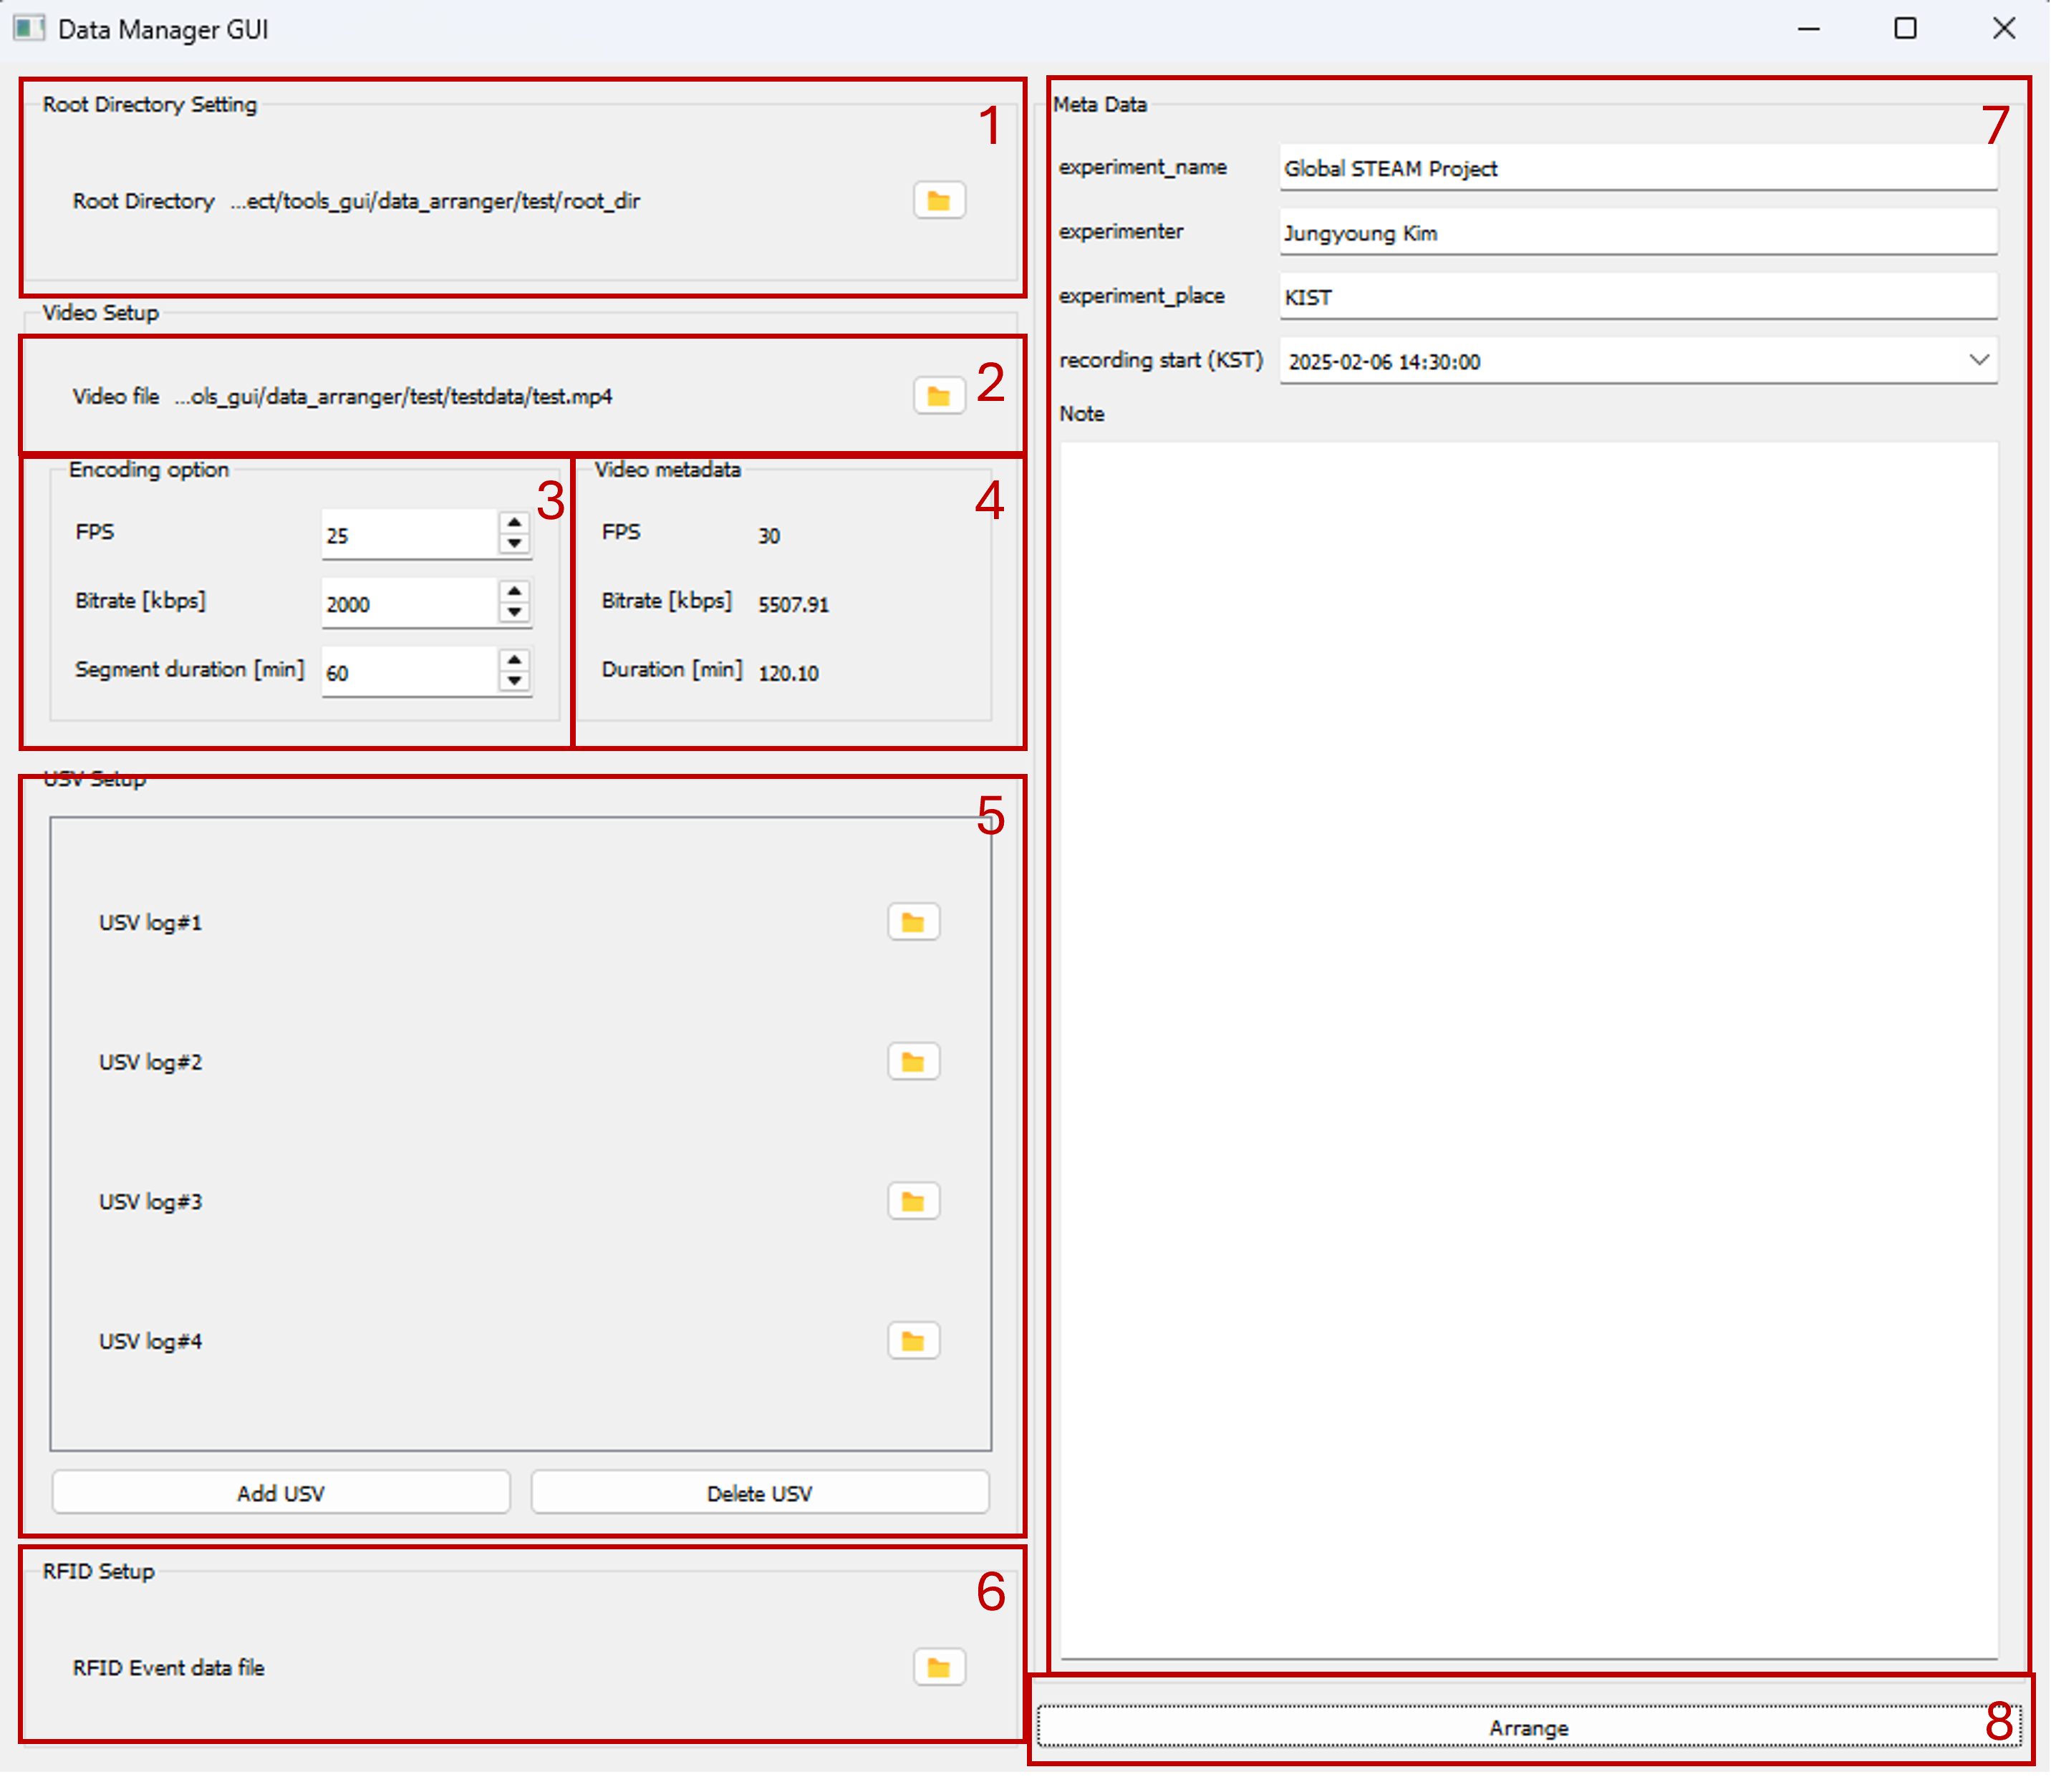 Data Manager GUI
Root Directory Setting
1
Root Directory ...ect/tools_gui/data_arranger/test/root_dir
Video Setup
2
Video file ...ols_gui/data_arranger/test/testdata/test.mp4
Encoding option
3
FPS 25
Bitrate [kbps] 2000
Segment duration [min] 60
Video metadata
4
FPS 30
Bitrate [kbps] 5507.91
Duration [min] 120.10
USV Setup
5
USV log#1
USV log#2
USV log#3
USV log#4
Add USV Delete USV
RFID Setup
6
RFID Event data file
Meta Data
7
experiment_name Global STEAM Project
experimenter Jungyoung Kim
experiment_place KIST
recording start (KST) 2025-02-06 14:30:00
Note
Arrange
8